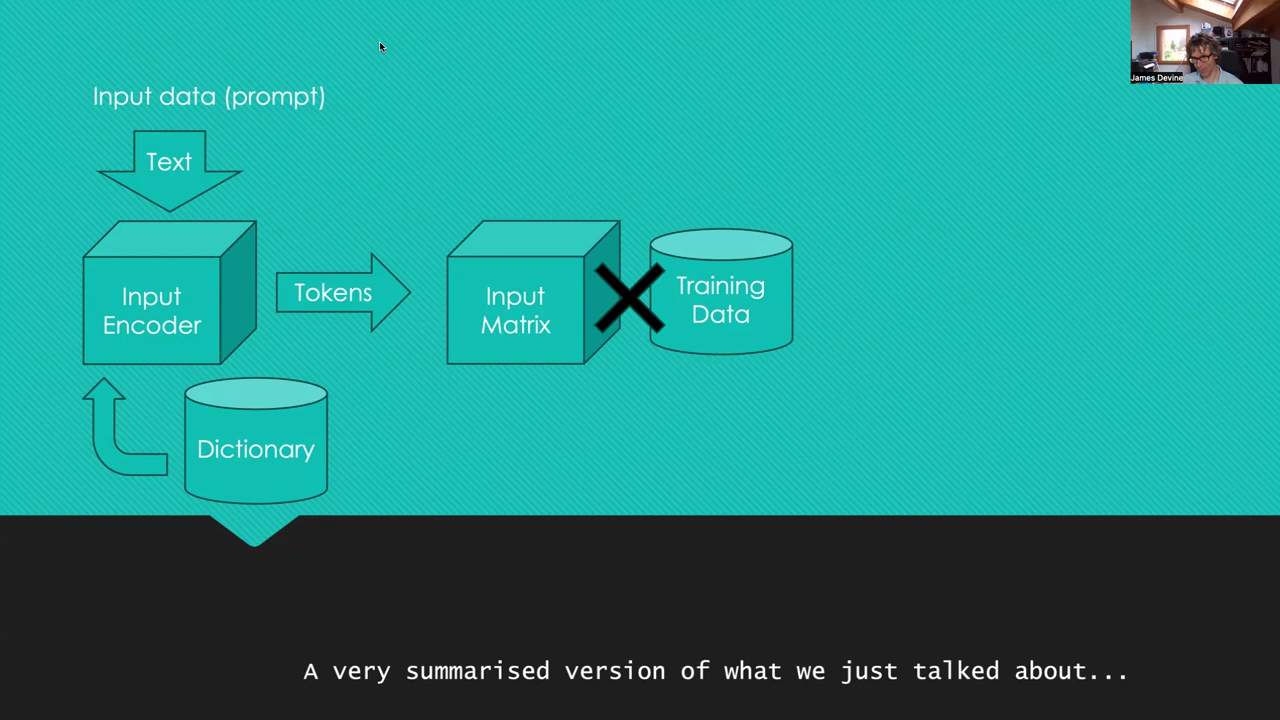 James Devine
Input data (prompt)
Text
Input
Encoder
Tokens
Input
Matrix
Training
Data
Dictionary
A very summarised version of what we just talked about...